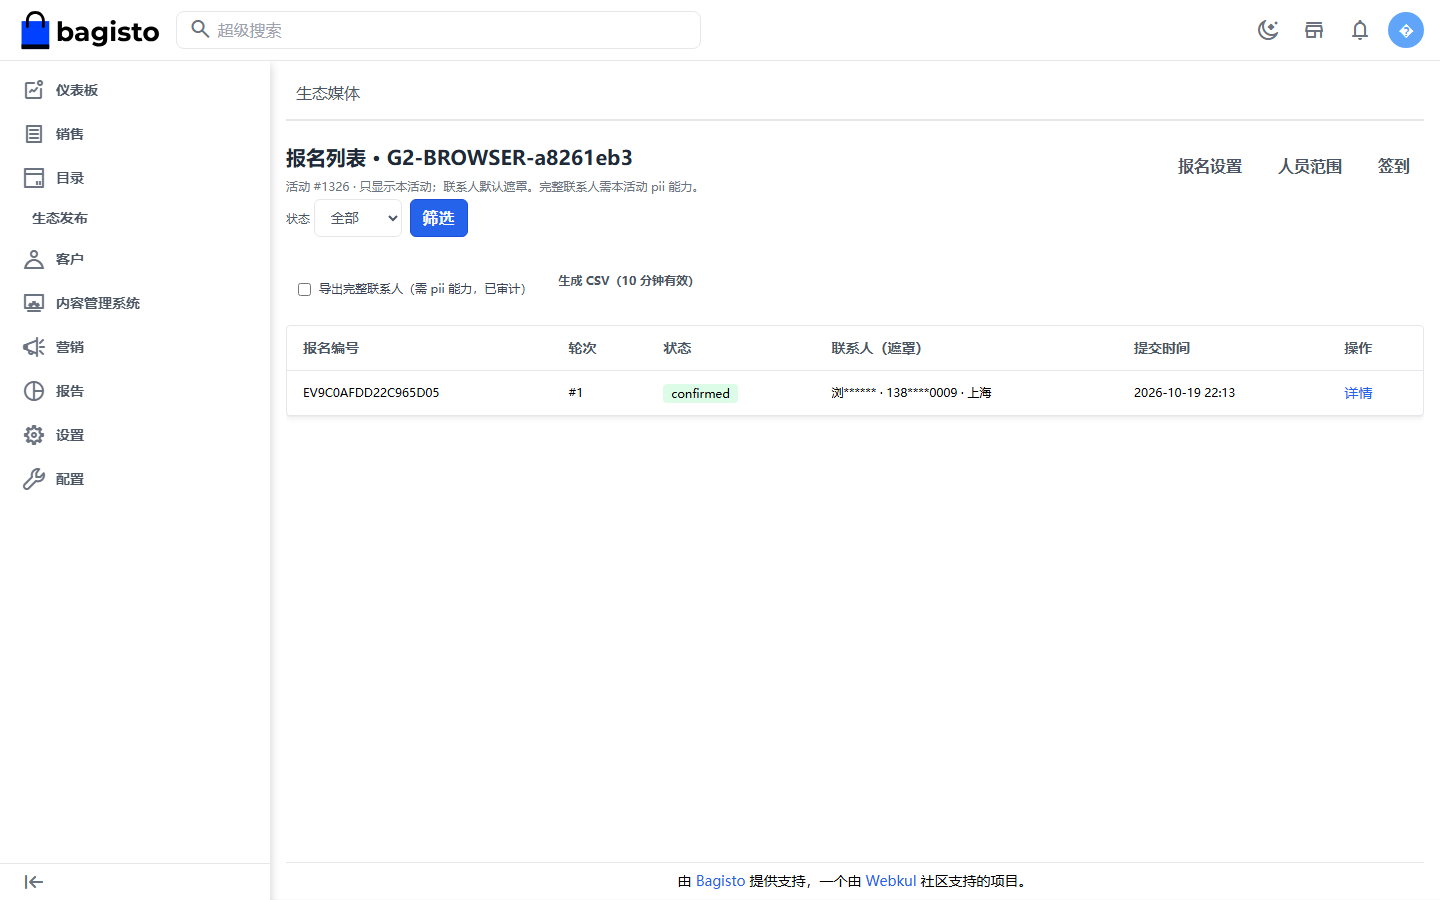 bagisto
超级搜索
仪表板
销售
目录
生态发布
客户
内容管理系统
营销
报告
设置
配置
生态媒体
报名列表 • G2-BROWSER-a8261eb3
报名设置 人员范围 签到
活动 #1326 · 只显示本活动；联系人默认遮罩。完整联系人需本活动 pii 能力。
状态 全部 筛选
导出完整联系人（需 pii 能力，已审计） 生成 CSV（10 分钟有效）
报名编号 轮次 状态 联系人（遮罩） 提交时间 操作
EV9C0AFDD22C965D05 #1 confirmed 浏****** · 138****0009 · 上海 2026-10-19 22:13 详情
由 Bagisto 提供支持，一个由 Webkul 社区支持的项目。